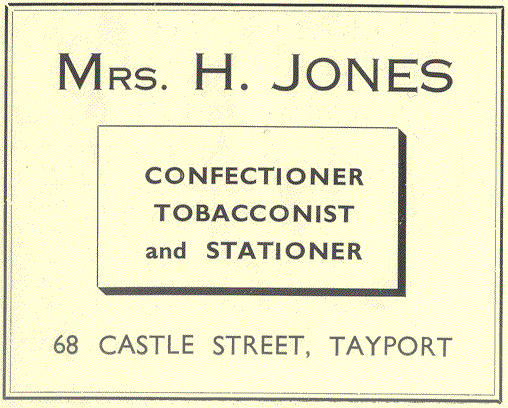 MRS. H. JONES
CONFECTIONER
TOBACCONIST
and STATIONER
68 CASTLE STREET, TAYPORT